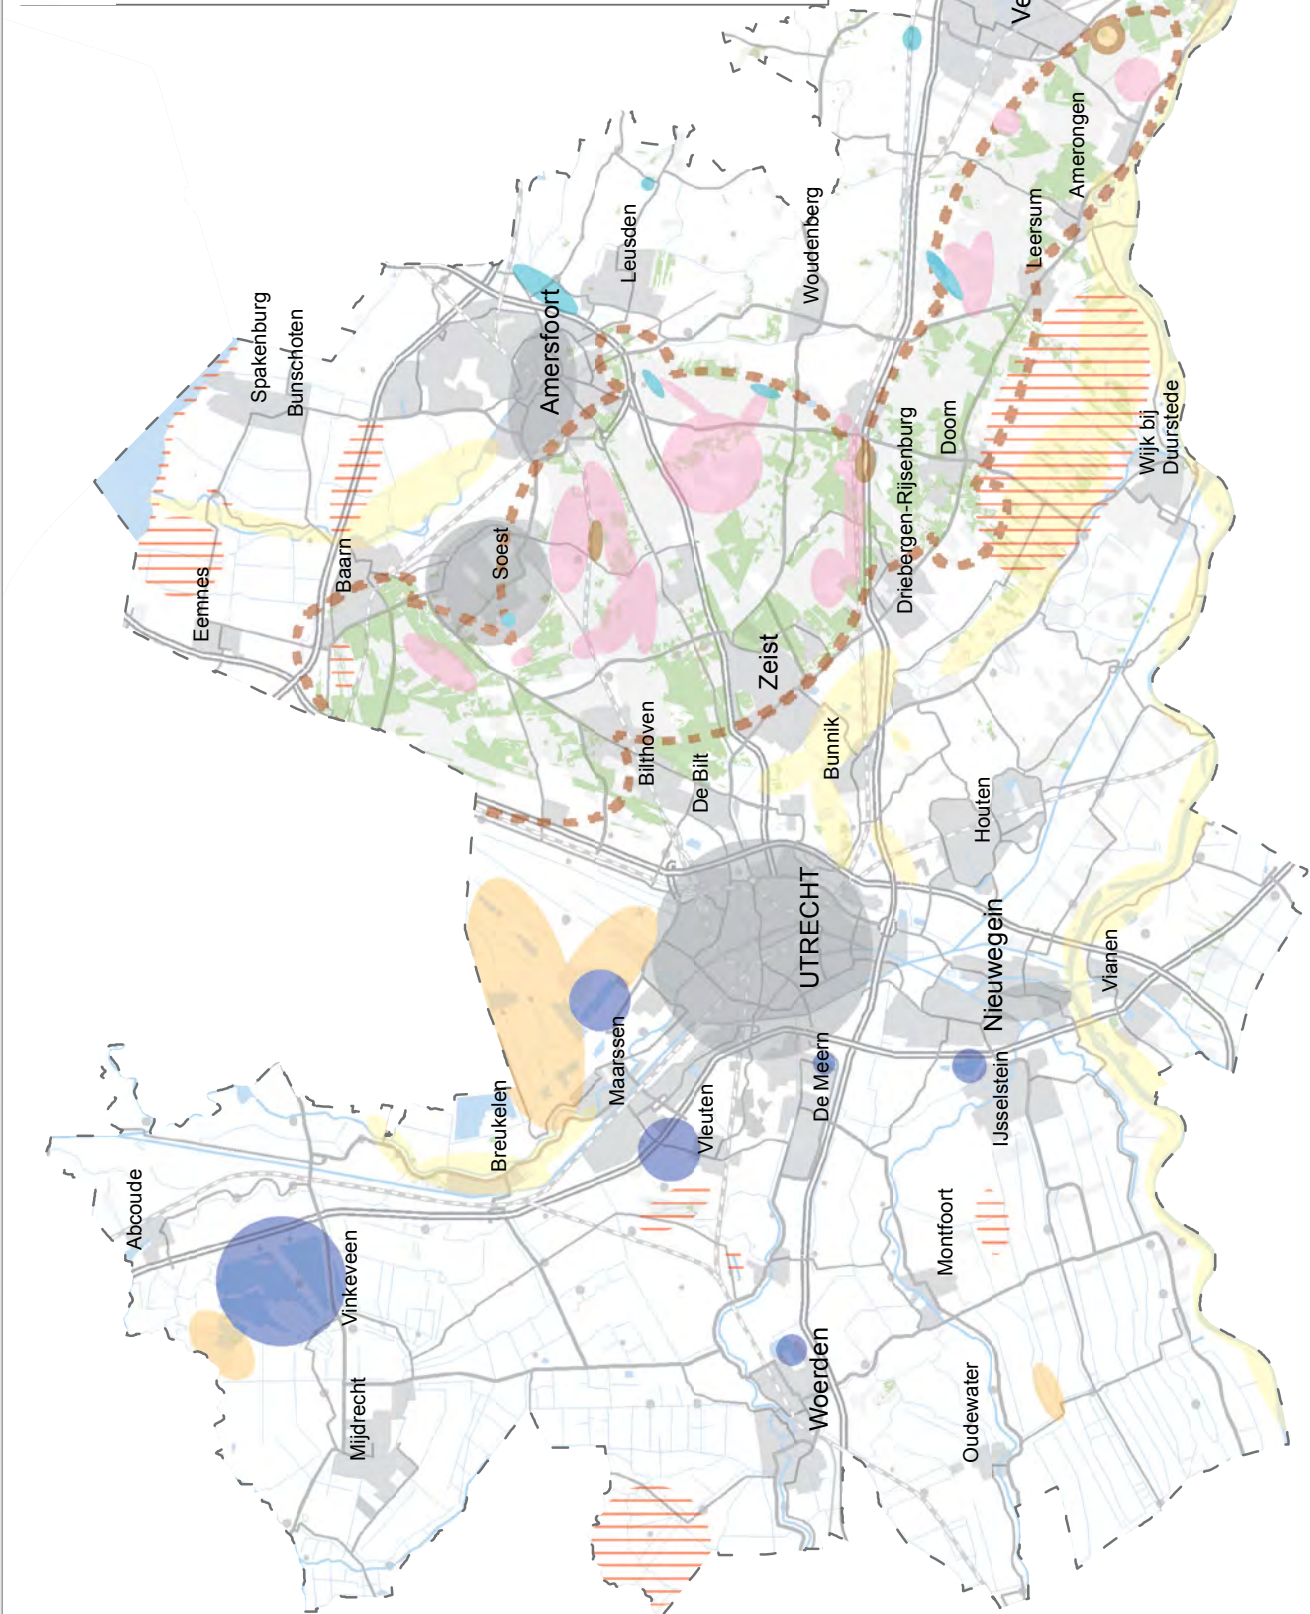 Abcoude
Vinkeveen
Mijdrecht
Breukelen
Maarssen
Vleuten
De Meern
Woerden
Oudewater
Montfoort
IJsselstein
Nieuwegein
Vianen
Houten
UTRECHT
Bunnik
De Bilt
Bilthoven
Zeist
Driebergen-Rijsenburg
Doorn
Wijk bij
Duurstede
Leersum
Amerongen
Ve
Woudenberg
Leusden
Amersfoort
Soest
Baarn
Eemnes
Spakenburg
Bunschoten